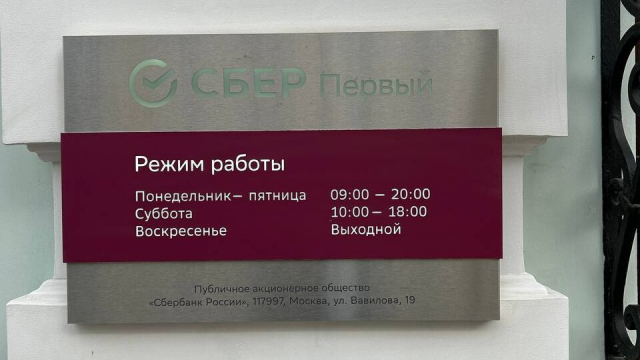 СБЕР Первый
Режим работы
Понедельник — пятница 09:00 — 20:00
Суббота 10:00 — 18:00
Воскресенье Выходной
Публичное акционерное общество
«Сбербанк России», 117997, Москва, ул. Вавилова, 19